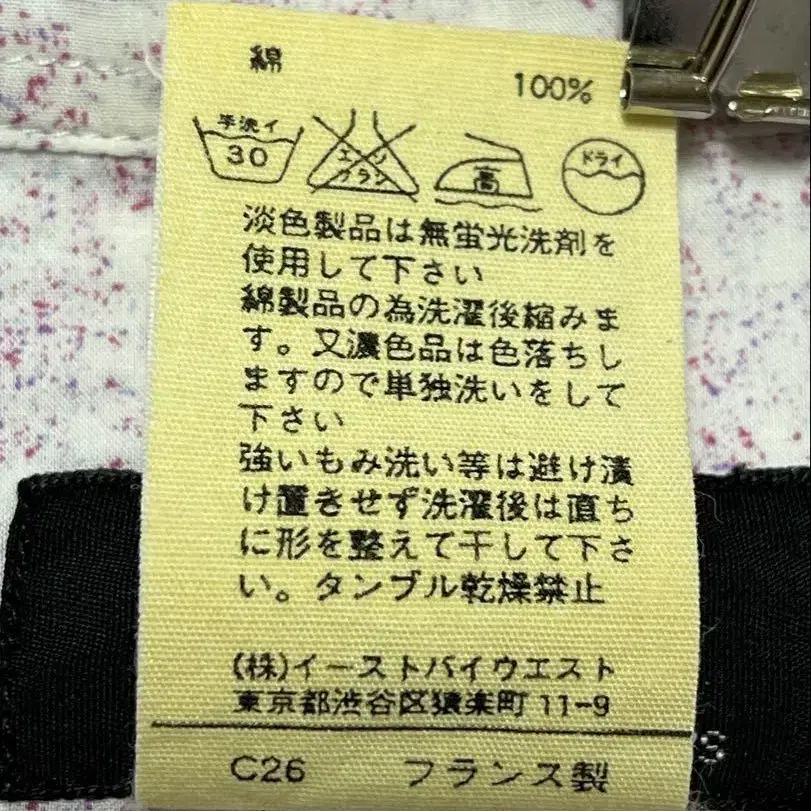 綿 100%
手洗イ 30 エンソ サラシ 高 ドライ
淡色製品は無蛍光洗剤を
使用して下さい
綿製品の為洗濯後縮みま
す。又濃色品は色落ちし
ますので単独洗いをして
下さい
強いもみ洗い等は避け漬
け置きせず洗濯後は直ち
に形を整えて干して下さ
い。タンブル乾燥禁止
(株)イーストバイウエスト
東京都渋谷区猿楽町11-9
C26 フランス製